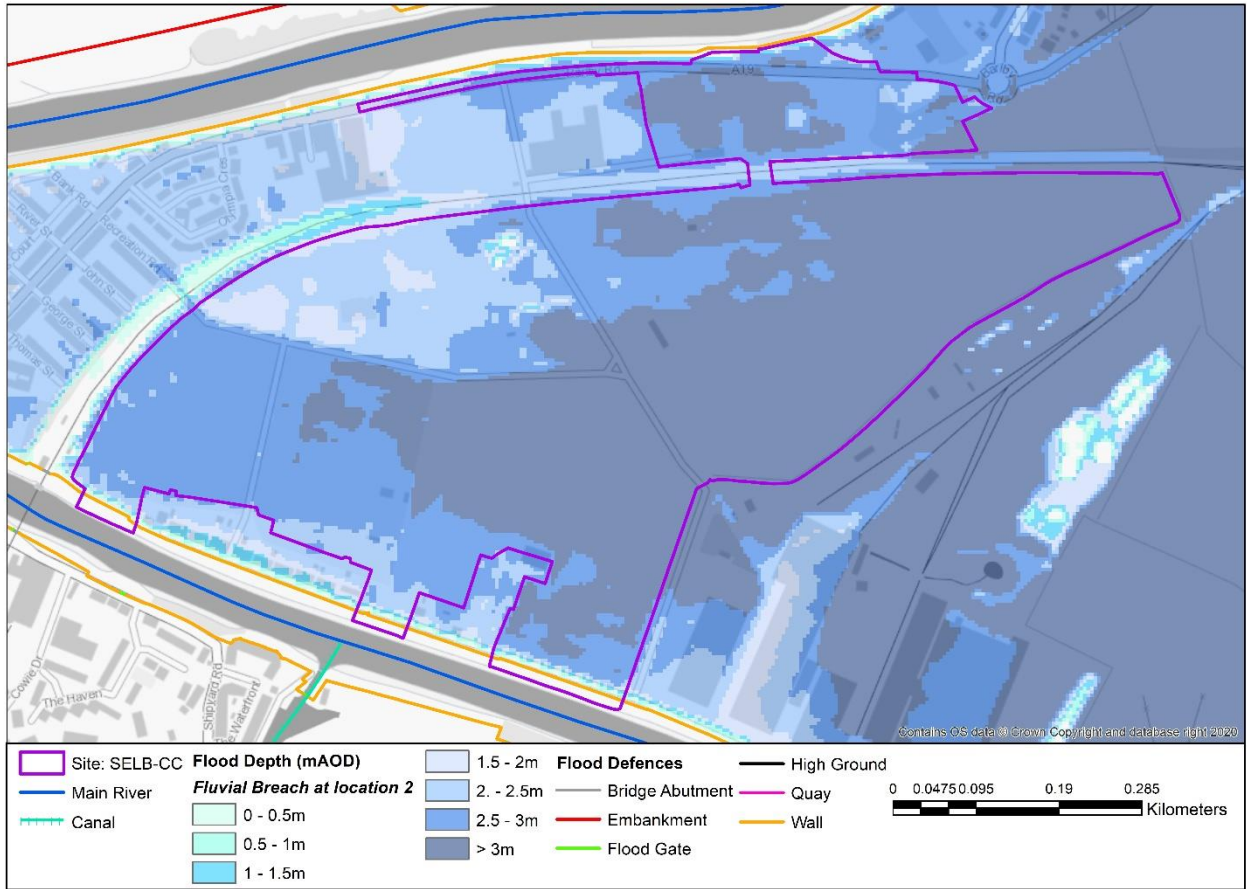 A19
Barlby Rd
Bank Rd
River St
Court
Recreation Rd
John St
George St
Thomas St
Cowie Dr
The Haven
Shipyard Rd
Waterfront
Contains OS data © Crown Copyright and database right 2020
Site: SELB-CC
Main River
Canal
Flood Depth (mAOD)
Fluvial Breach at location 2
0 - 0.5m
0.5 - 1m
1 - 1.5m
1.5 - 2m
2. - 2.5m
2.5 - 3m
> 3m
Flood Defences
Bridge Abutment
Embankment
Flood Gate
High Ground
Quay
Wall
0 0.0475 0.095 0.19 0.285
Kilometers